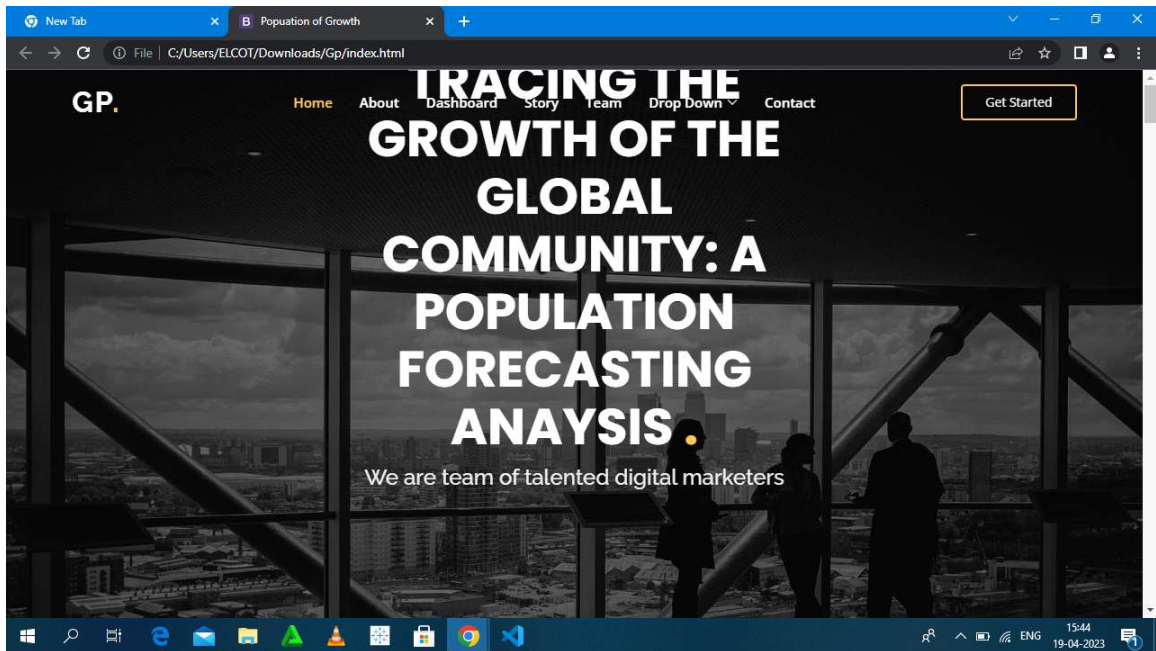 New Tab
B Popuation of Growth
File C:/Users/ELCOT/Downloads/Gp/index.html
GP.
Home About Dashboard Story Team Drop Down Contact
Get Started
TRACING THE
GROWTH OF THE
GLOBAL
COMMUNITY: A
POPULATION
FORECASTING
ANAYSIS.
We are team of talented digital marketers
ENG
15:44
19-04-2023
1